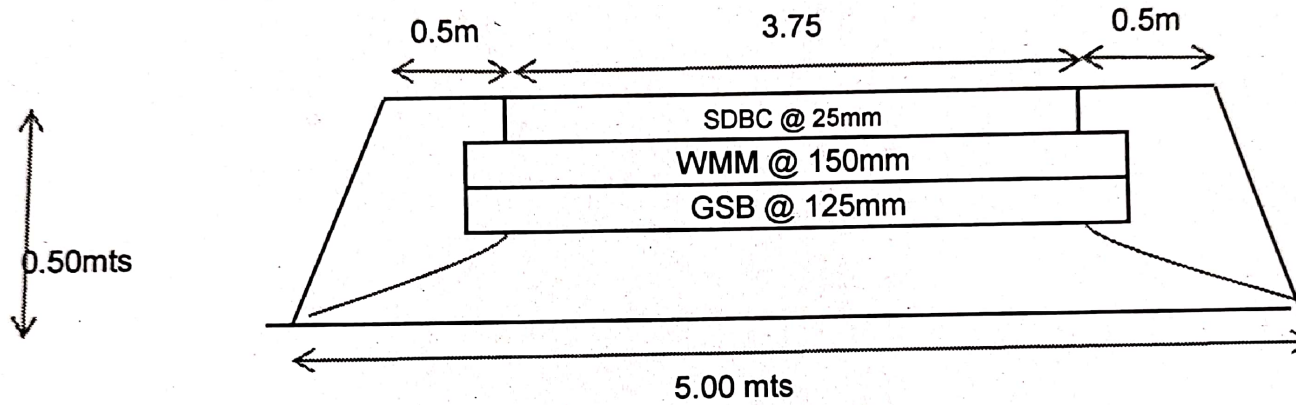 0.5m
3.75
0.5m
SDBC @ 25mm
WMM @ 150mm
GSB @ 125mm
0.50mts
5.00 mts